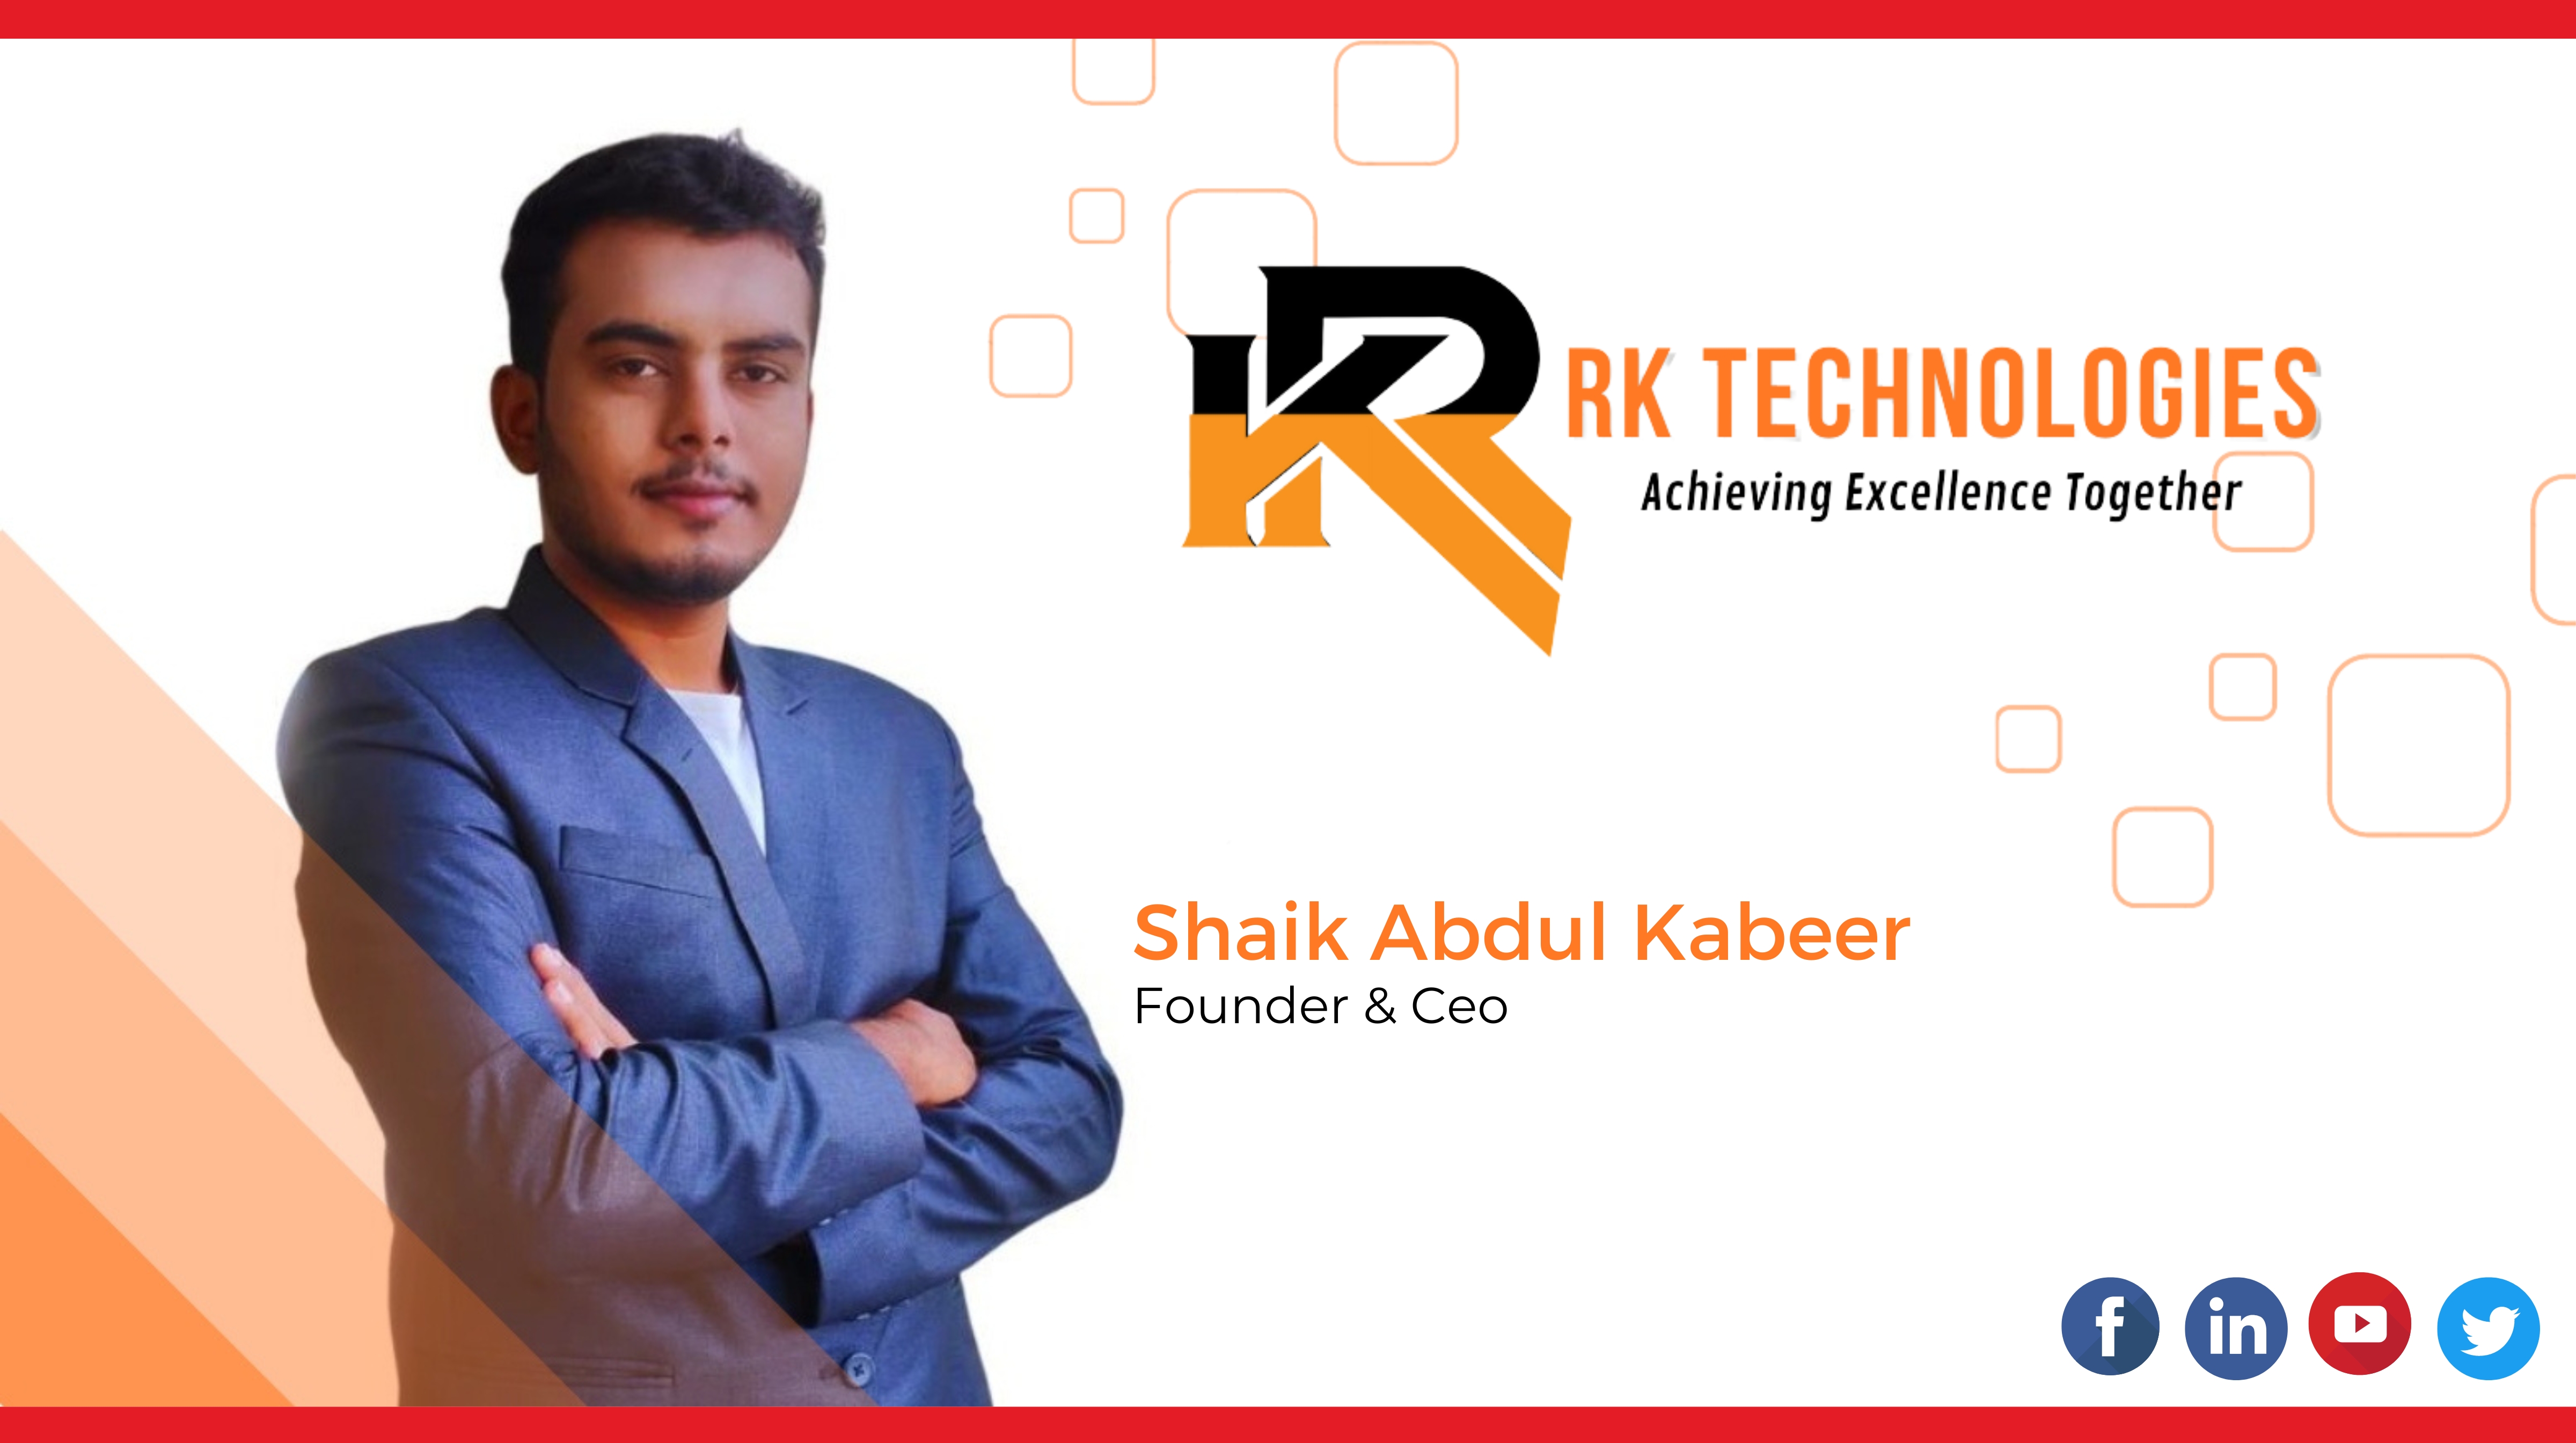 RK TECHNOLOGIES
Achieving Excellence Together
Shaik Abdul Kabeer
Founder & Ceo